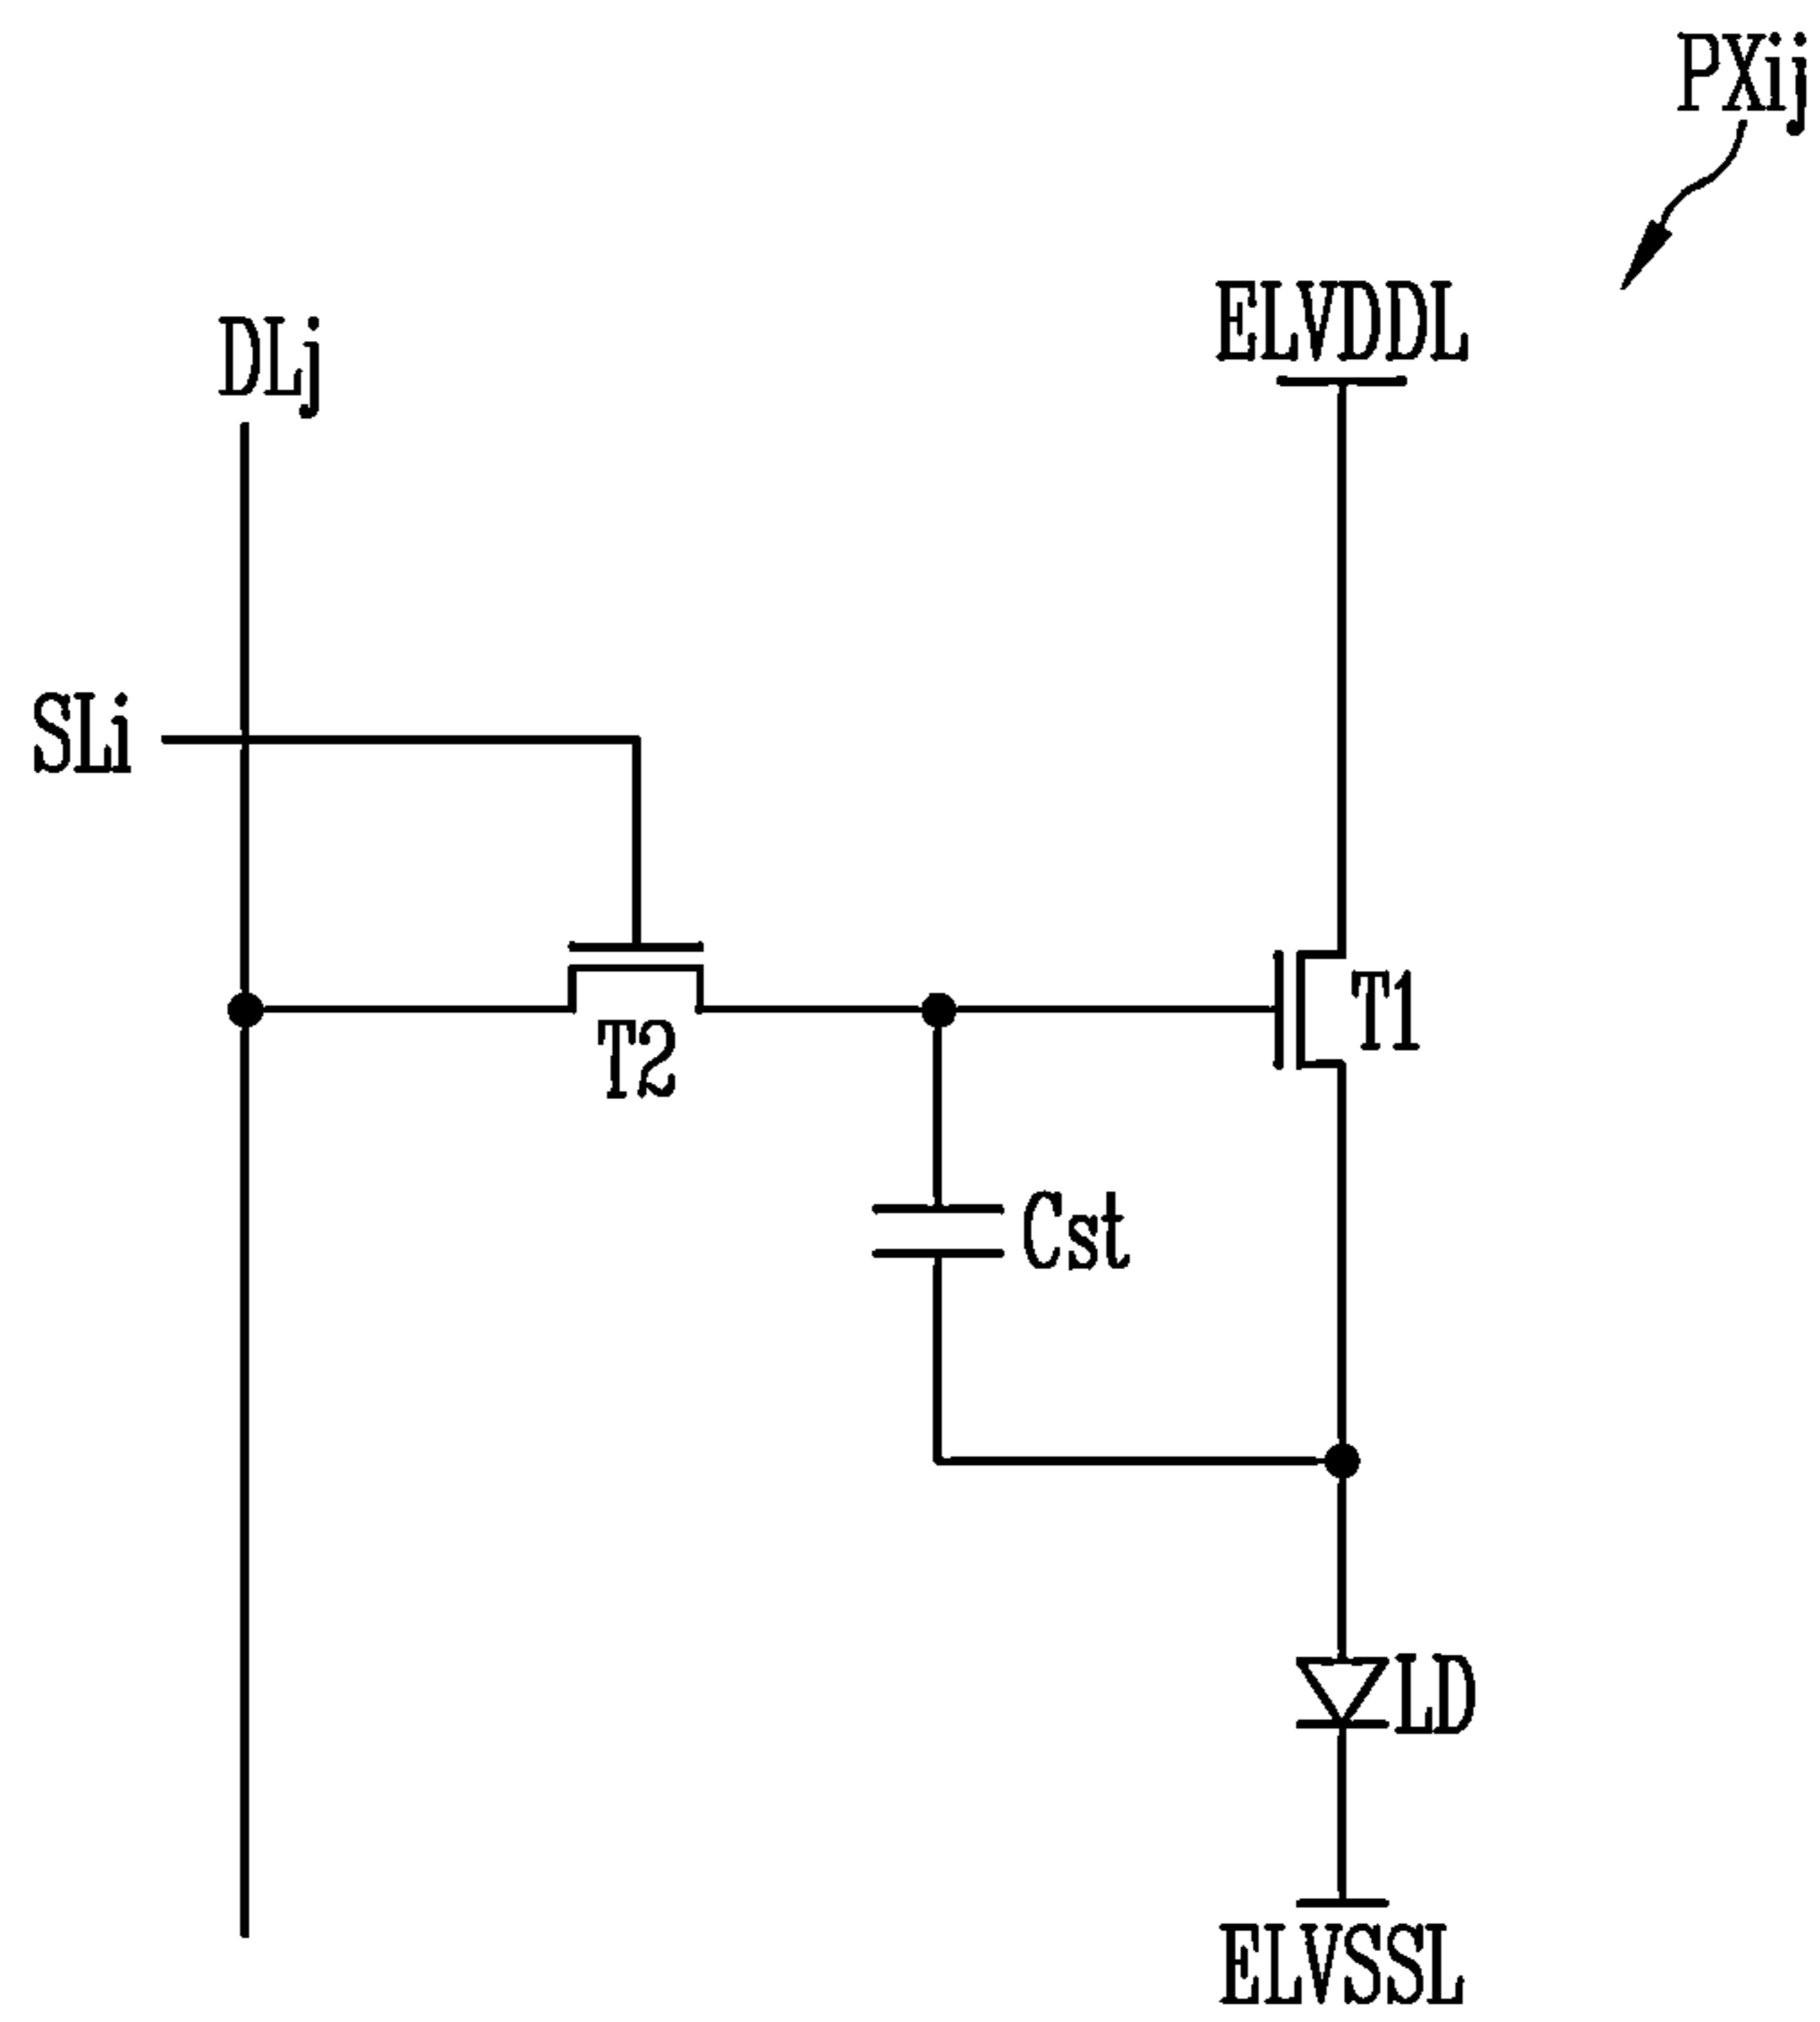 PXij
ELVDDL
DLj
SLi
T1
T2
Cst
LD
ELVSSL